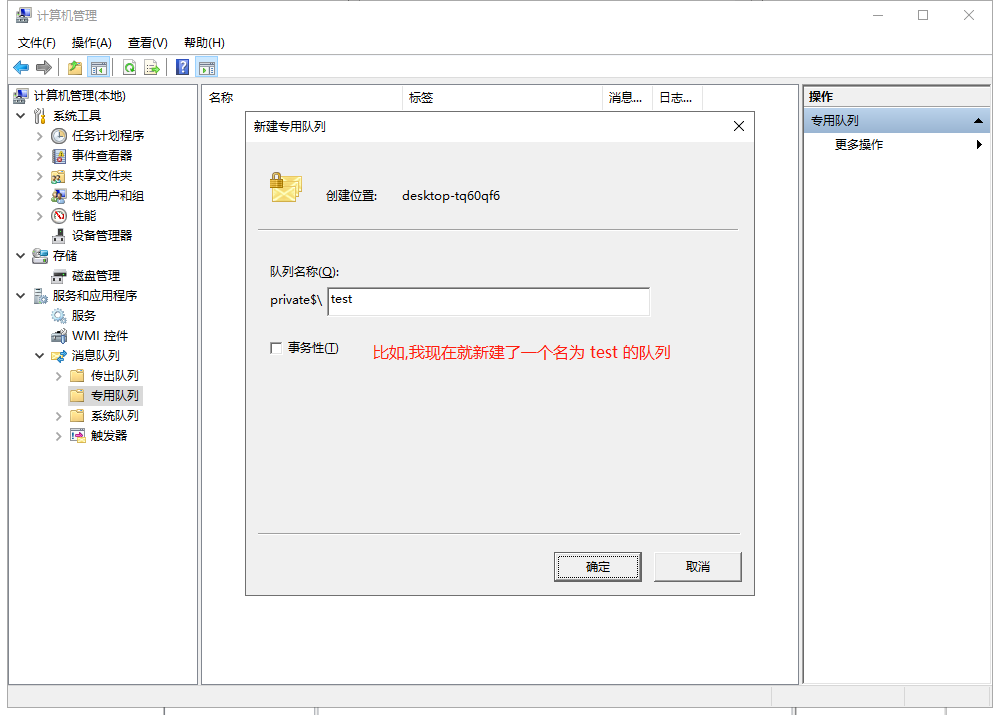 计算机管理
文件(F) 操作(A) 查看(V) 帮助(H)
计算机管理(本地)
系统工具
任务计划程序
事件查看器
共享文件夹
本地用户和组
性能
设备管理器
存储
磁盘管理
服务和应用程序
服务
WMI 控件
消息队列
传出队列
专用队列
系统队列
触发器
名称 标签 消息... 日志...
新建专用队列
创建位置: desktop-tq60qf6
队列名称(Q):
private$\ test
事务性(T)
比如,我现在就新建了一个名为 test 的队列
确定 取消
操作
专用队列
更多操作